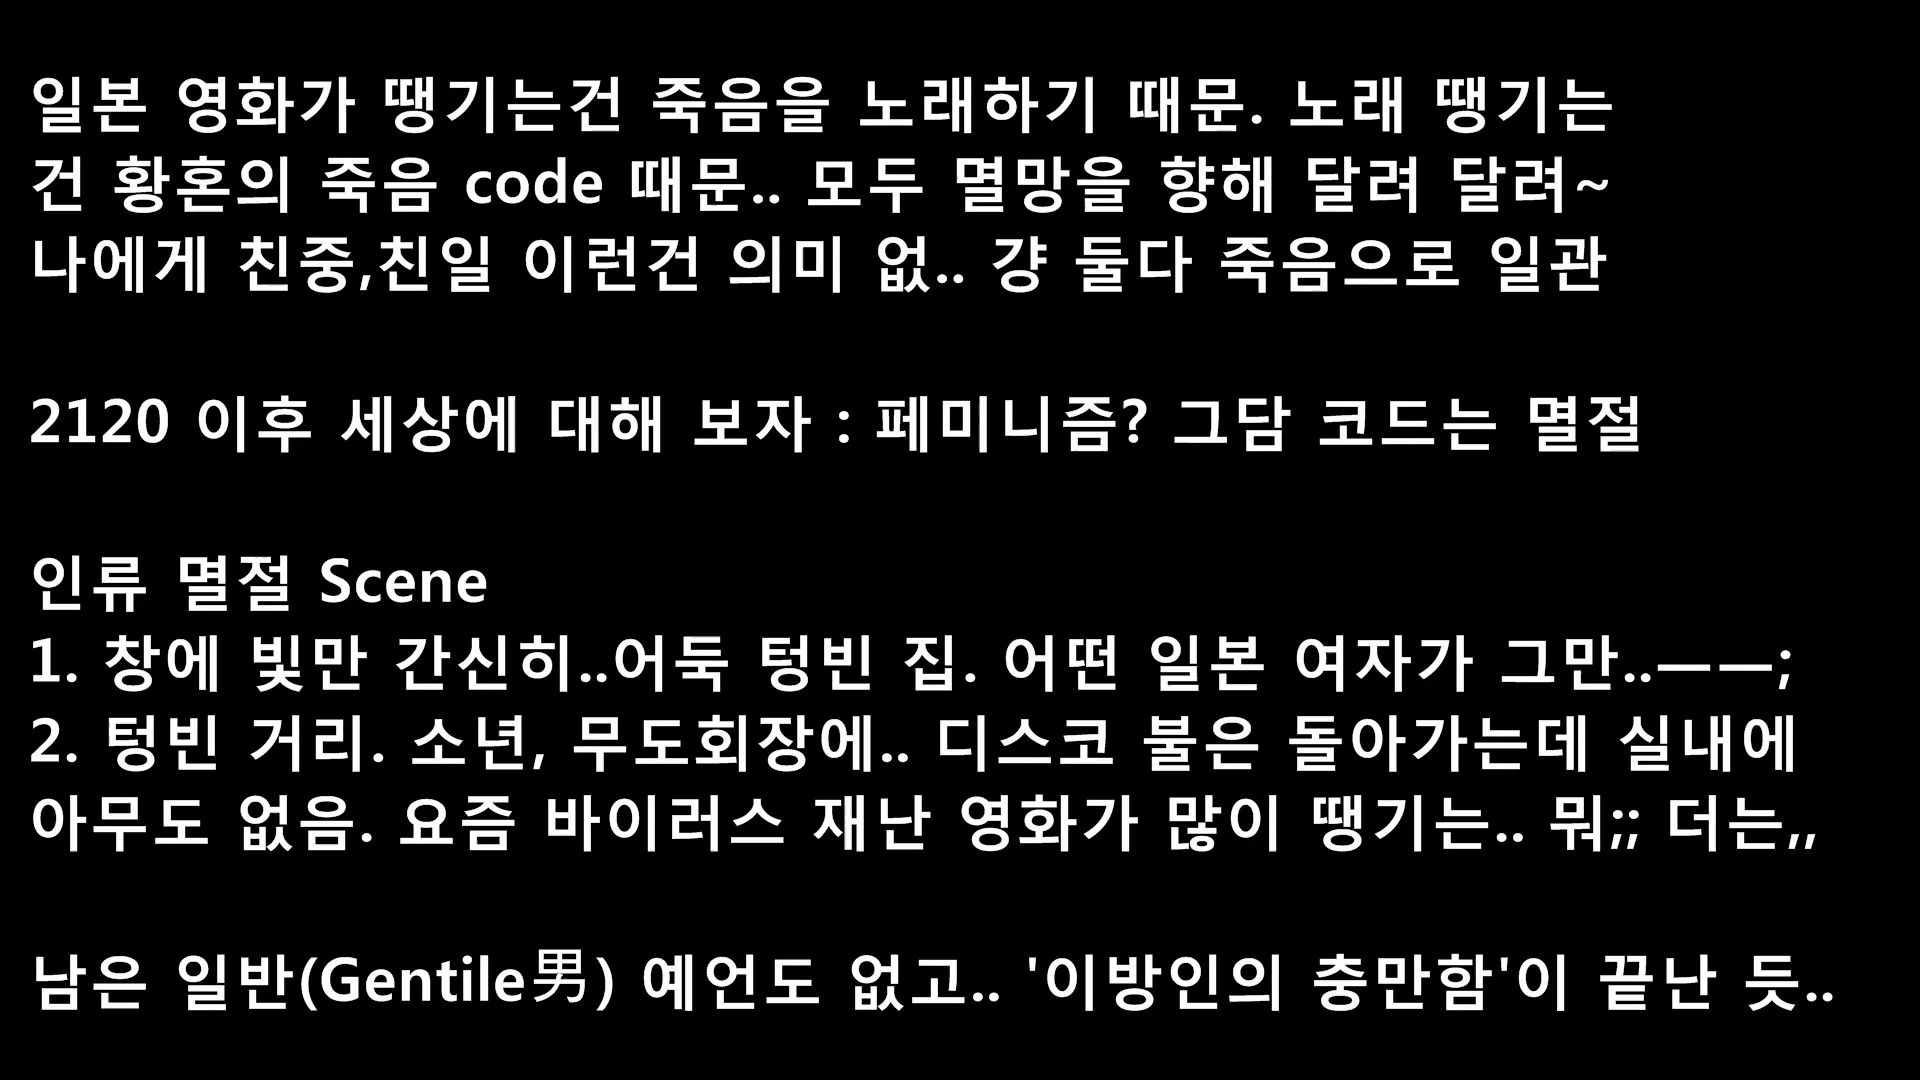 일본 영화가 땡기는건 죽음을 노래하기 때문. 노래 땡기는
건 황혼의 죽음 code 때문.. 모두 멸망을 향해 달려 달려~
나에게 친중,친일 이런건 의미 없.. 걍 둘다 죽음으로 일관
2120 이후 세상에 대해 보자 : 페미니즘? 그담 코드는 멸절
인류 멸절 Scene
1. 창에 빛만 간신히..어둑 텅빈 집. 어떤 일본 여자가 그만..ㅡㅡ;
2. 텅빈 거리. 소년, 무도회장에.. 디스코 불은 돌아가는데 실내에
아무도 없음. 요즘 바이러스 재난 영화가 많이 땡기는.. 뭐;; 더는,,
남은 일반(Gentile男) 예언도 없고.. '이방인의 충만함'이 끝난 듯..